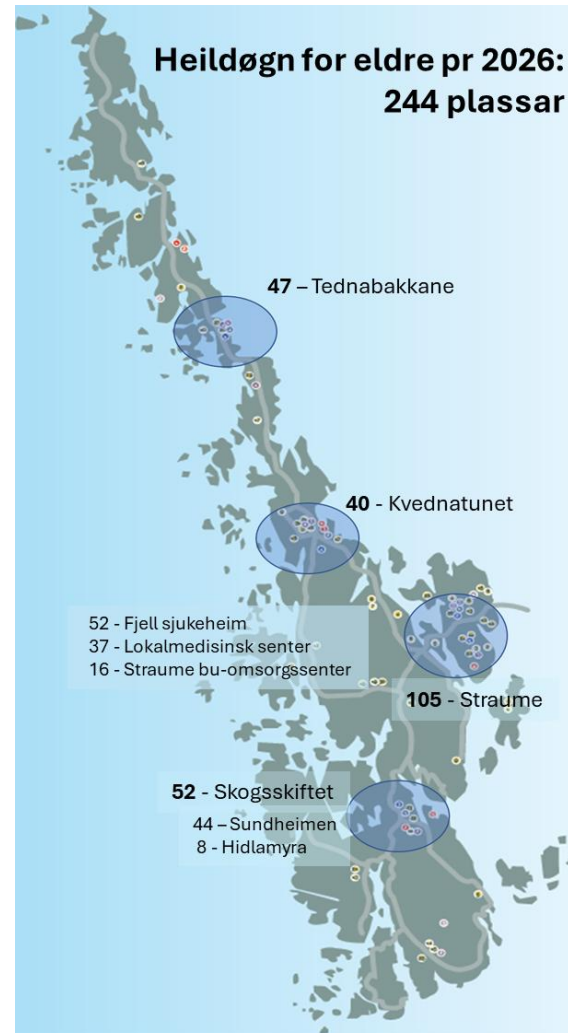 Heildøgn for eldre pr 2026:
244 plassar
47 – Tednabakkane
40 - Kvednatunet
52 - Fjell sjukeheim
37 - Lokalmedisinsk senter
16 - Straume bu-omsorgssenter
105 - Straume
52 - Skogsskiftet
44 – Sundheimen
8 - Hidlamyra